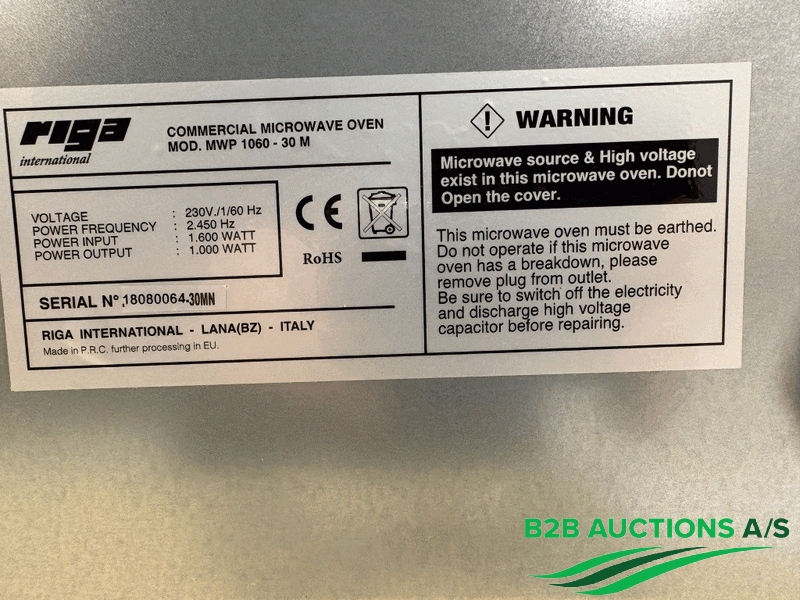 riga
international
COMMERCIAL MICROWAVE OVEN
MOD. MWP 1060 - 30 M
VOLTAGE : 230V./1/60 Hz
POWER FREQUENCY : 2.450 Hz
POWER INPUT : 1.600 WATT
POWER OUTPUT : 1.000 WATT
CE
RoHS
SERIAL N° 18080064-30MN
RIGA INTERNATIONAL - LANA(BZ) - ITALY
Made in P.R.C. further processing in EU.
! WARNING
Microwave source & High voltage
exist in this microwave oven. Donot
Open the cover.
This microwave oven must be earthed.
Do not operate if this microwave
oven has a breakdown, please
remove plug from outlet.
Be sure to switch off the electricity
and discharge high voltage
capacitor before repairing.
B2B AUCTIONS A/S